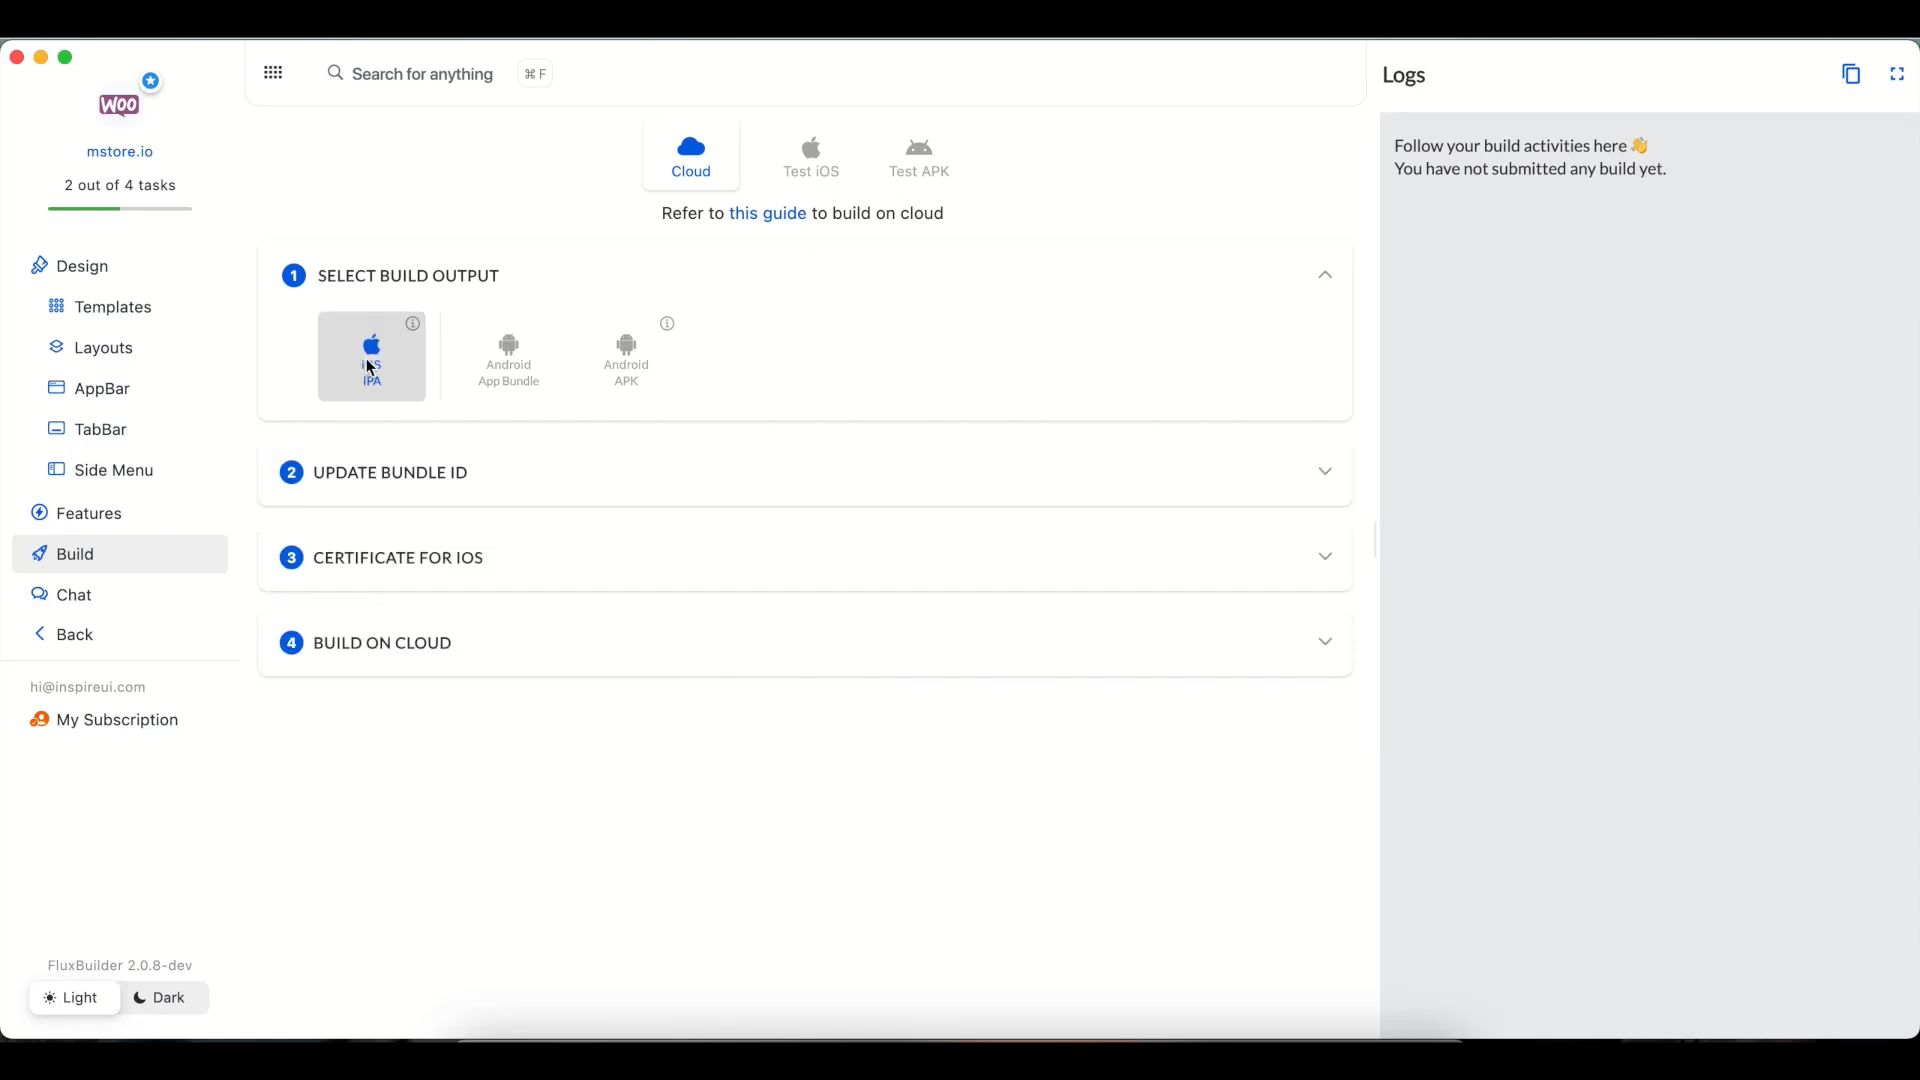 Woo
mstore.io
2 out of 4 tasks
Design
Templates
Layouts
AppBar
TabBar
Side Menu
Features
Build
Chat
Back
hi@inspireui.com
My Subscription
FluxBuilder 2.0.8-dev
Light
Dark
Search for anything
⌘ F
Cloud
Test iOS
Test APK
Refer to this guide to build on cloud
1 SELECT BUILD OUTPUT
iOS
IPA
Android
App Bundle
Android
APK
2 UPDATE BUNDLE ID
3 CERTIFICATE FOR IOS
4 BUILD ON CLOUD
Logs
Follow your build activities here 👋
You have not submitted any build yet.